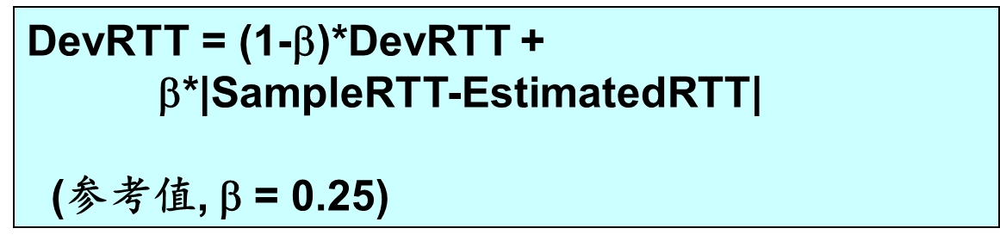 DevRTT = (1-β)*DevRTT +
β*|SampleRTT-EstimatedRTT|
(参考值, β = 0.25)